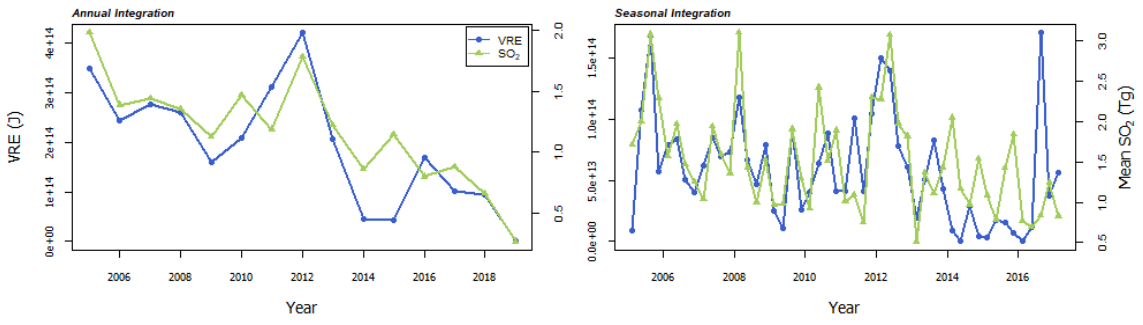 Annual Integration
VRE (J)
4e+14
3e+14
2e+14
1e+14
0e+00
VRE
SO₂
2.0
1.5
1.0
0.5
2006 2008 2010 2012 2014 2016 2018
Year
Seasonal Integration
1.5e+14
1.0e+14
5.0e+13
0.0e+00
3.0
2.5
2.0
1.5
1.0
0.5
Mean SO₂ (Tg)
2006 2008 2010 2012 2014 2016
Year